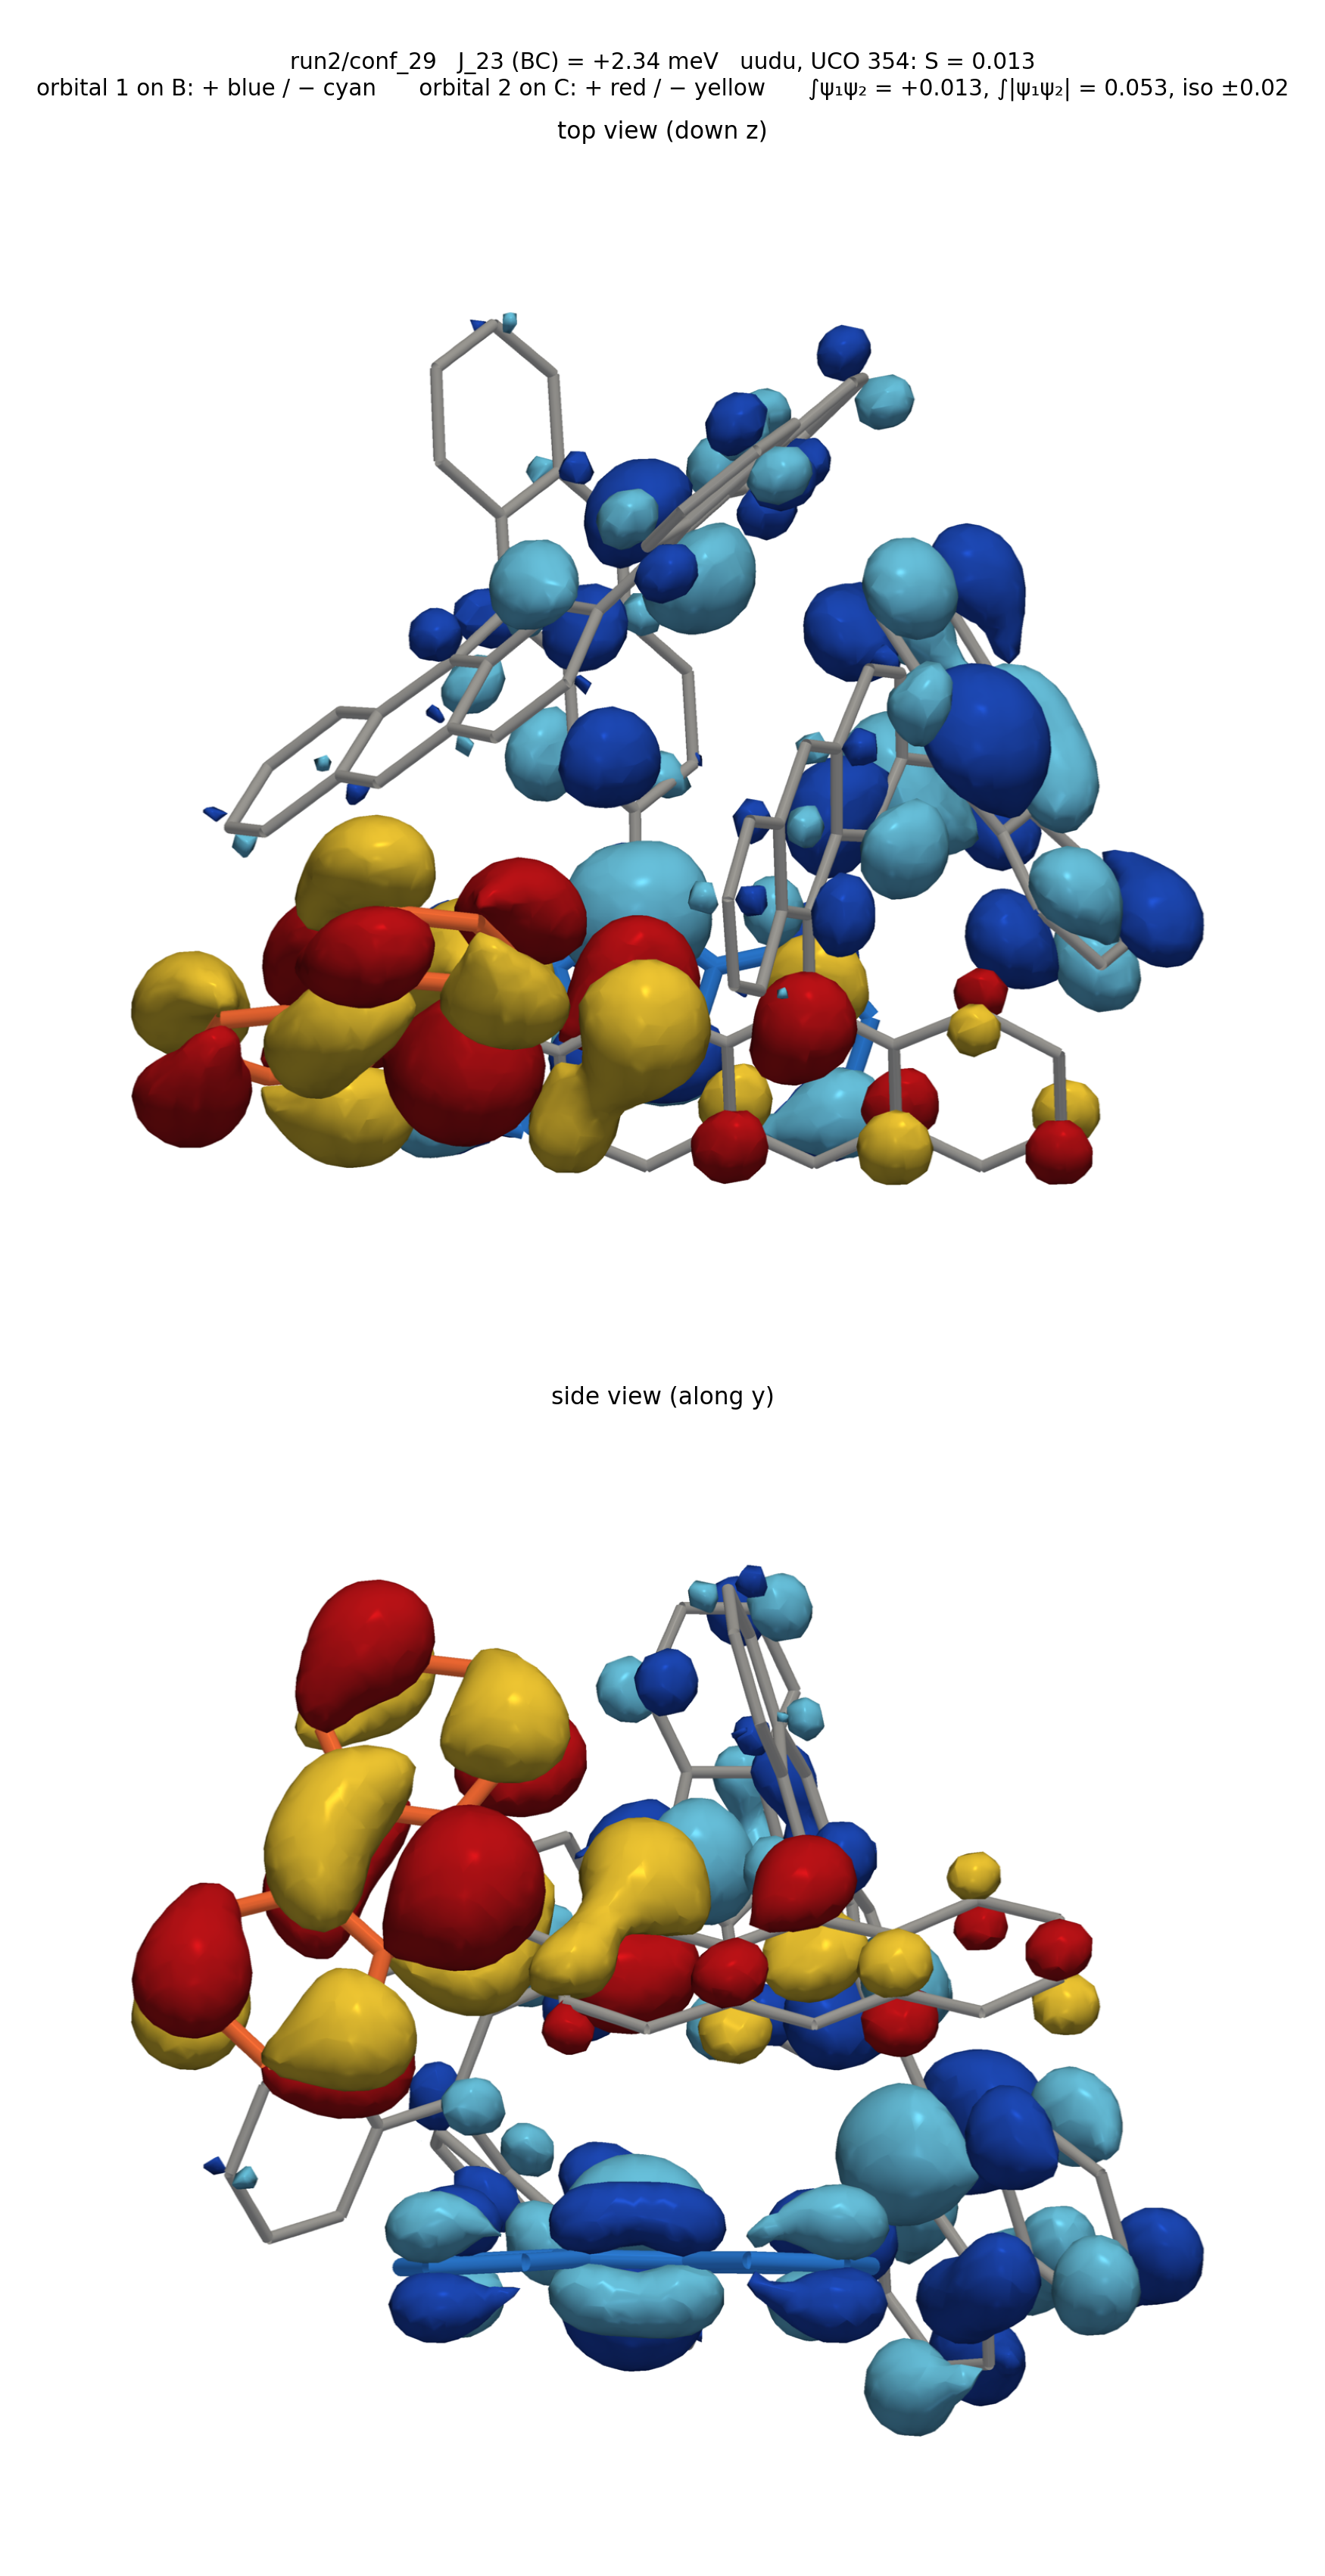 run2/conf_29   J_23 (BC) = +2.34 meV   uudu, UCO 354: S = 0.013
orbital 1 on B: + blue / − cyan      orbital 2 on C: + red / − yellow      ∫ψ₁ψ₂ = +0.013, ∫|ψ₁ψ₂| = 0.053, iso ±0.02
top view (down z)
side view (along y)